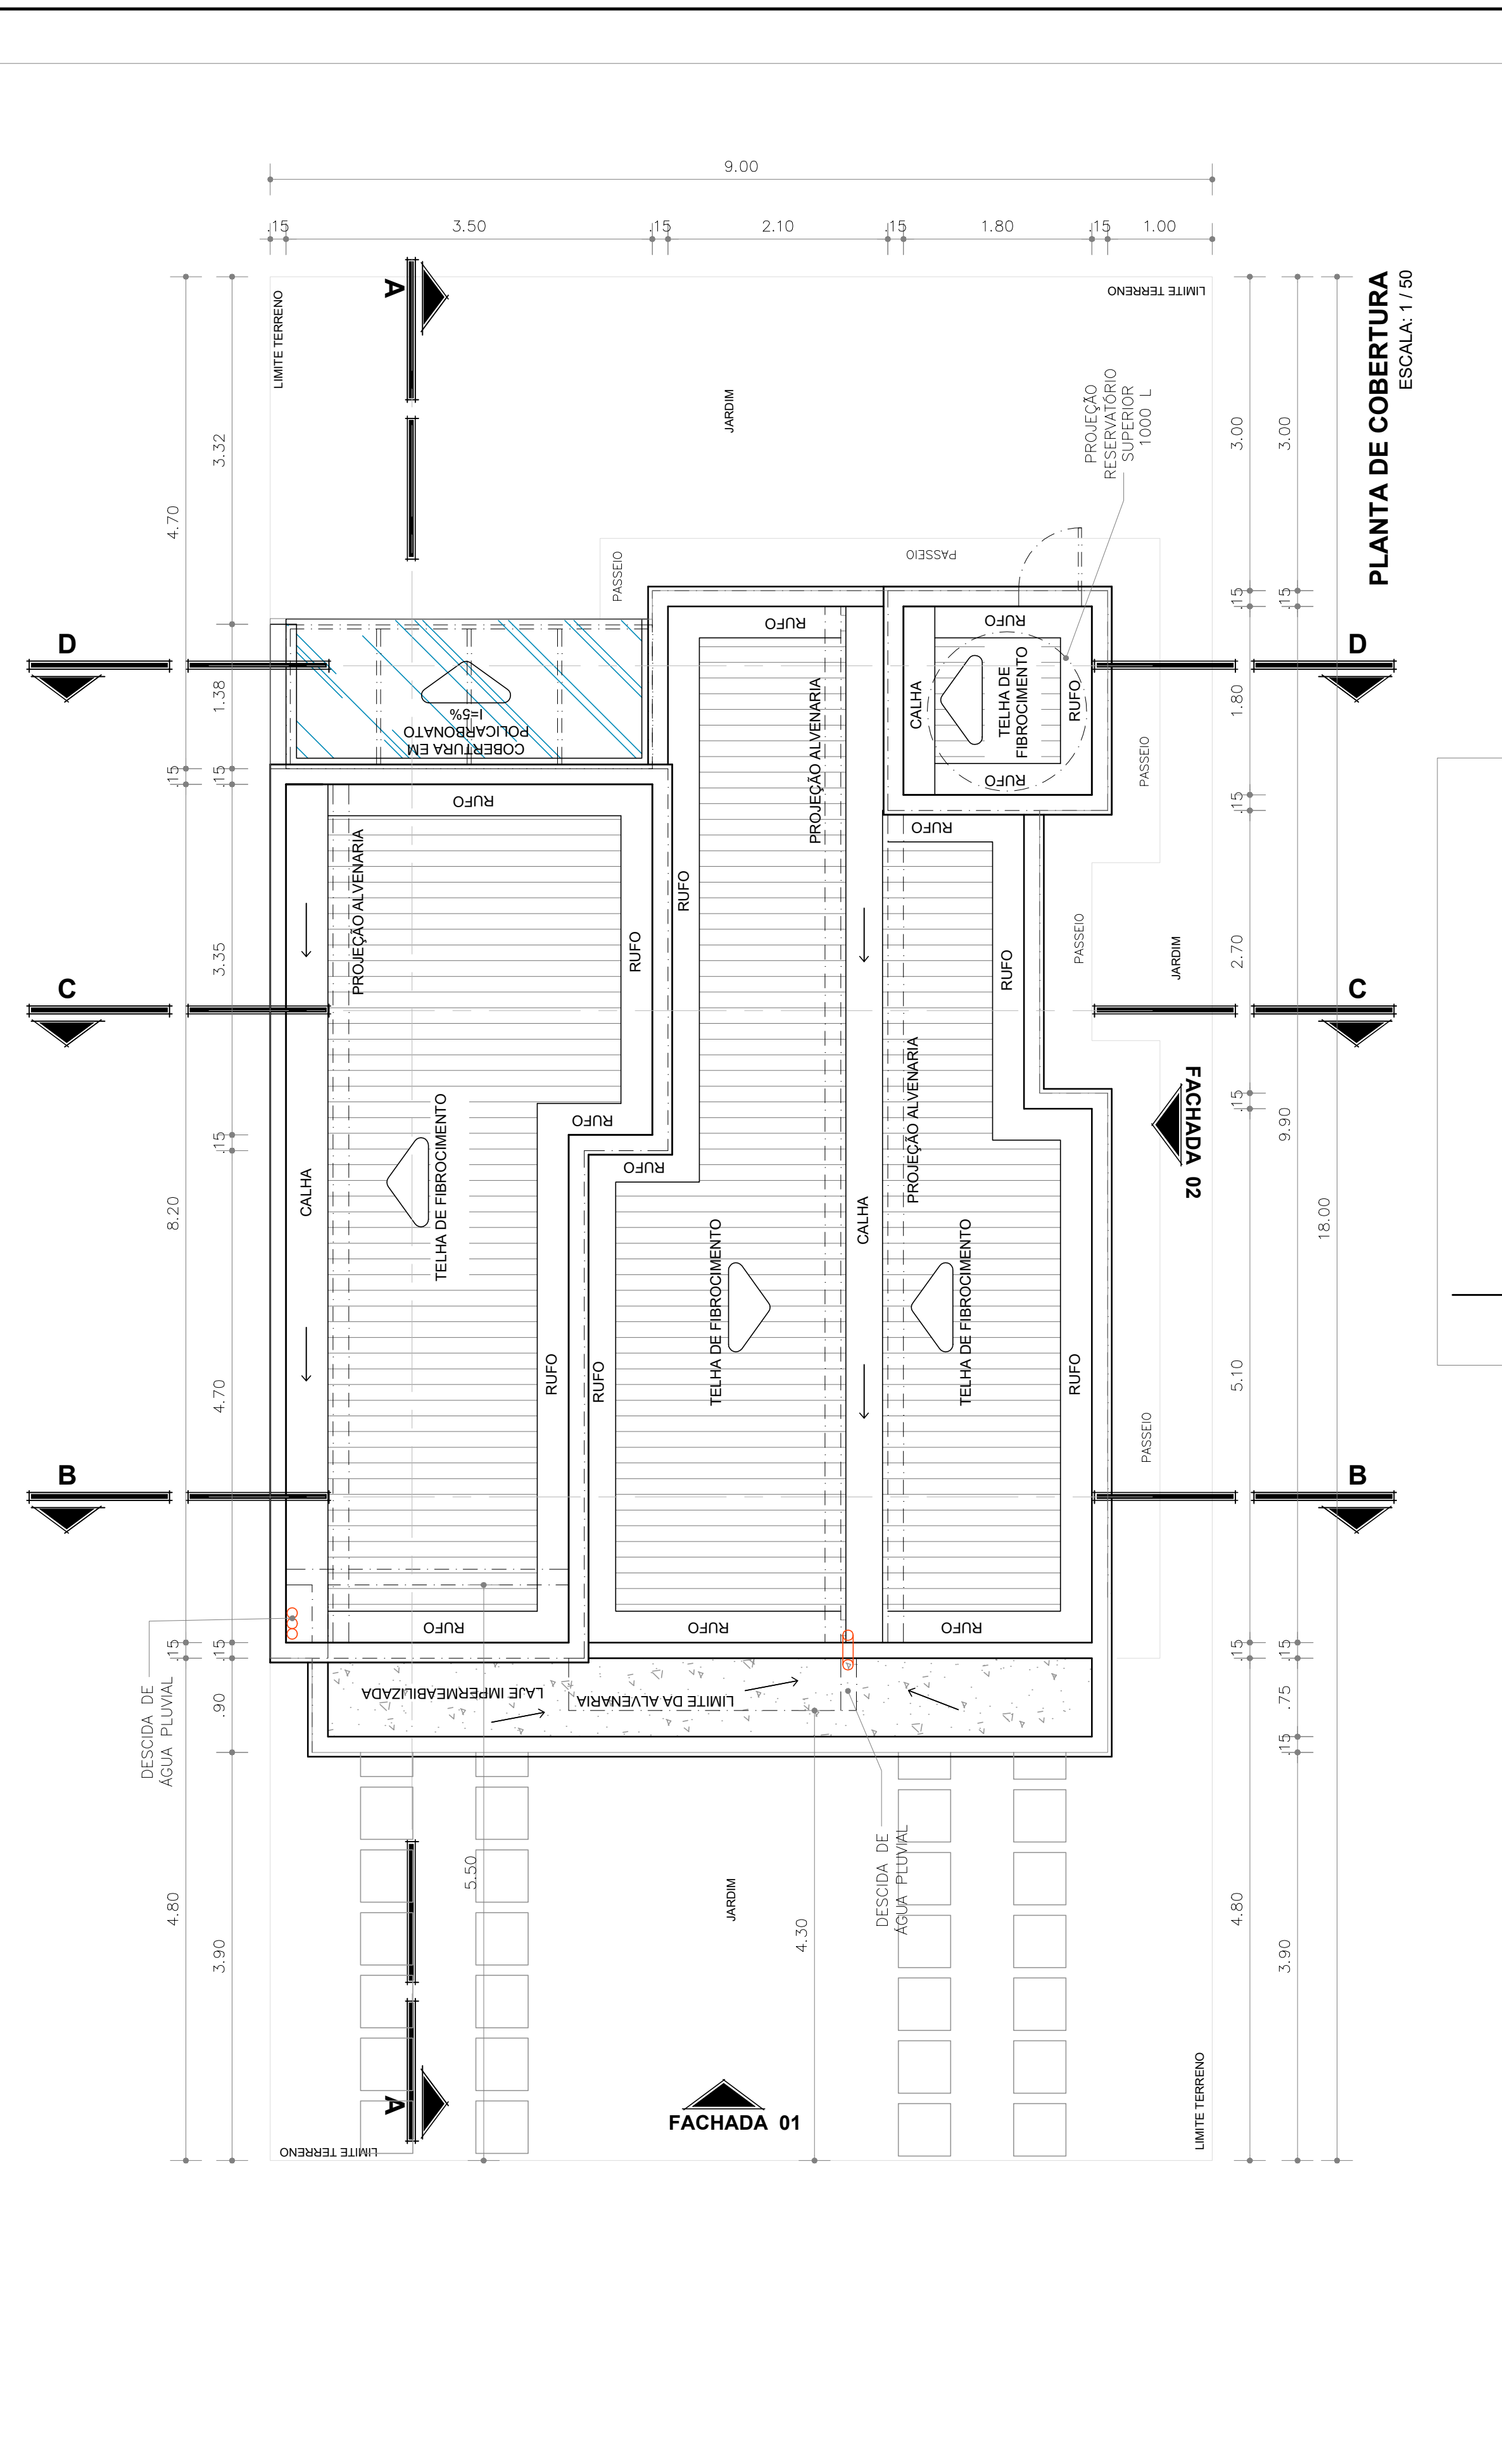 9.00
.15
3.50
.15
2.10
.15
1.80
.15
1.00
A
LIMITE TERRENO
LIMITE TERRENO
PLANTA DE COBERTURA
ESCALA: 1 / 50
JARDIM
PROJEÇÃO
RESERVATÓRIO
SUPERIOR
1000 L
3.32
4.70
3.00
3.00
PASSEIO
PASSEIO
.15
.15
RUFO
RUFO
D
D
1.38
COBERTURA EM
POLICARBONATO
I=5%
PROJEÇÃO ALVENARIA
CALHA
TELHA DE
FIBROCIMENTO
RUFO
1.80
PASSEIO
RUFO
.15
.15
.15
RUFO
RUFO
PROJEÇÃO ALVENARIA
RUFO
RUFO
RUFO
PASSEIO
JARDIM
3.35
2.70
C
C
PROJEÇÃO ALVENARIA
FACHADA 02
.15
9.90
RUFO
.15
RUFO
TELHA DE FIBROCIMENTO
CALHA
CALHA
8.20
18.00
TELHA DE FIBROCIMENTO
TELHA DE FIBROCIMENTO
4.70
RUFO
RUFO
RUFO
5.10
PASSEIO
B
B
RUFO
RUFO
RUFO
.15
.15
.15
.15
DESCIDA DE
ÁGUA PLUVIAL
.90
LAJE IMPERMEABILIZADA
LIMITE DA ALVENARIA
.75
.15
DESCIDA DE
ÁGUA PLUVIAL
5.50
JARDIM
4.30
4.80
3.90
4.80
3.90
A
FACHADA 01
LIMITE TERRENO
LIMITE TERRENO